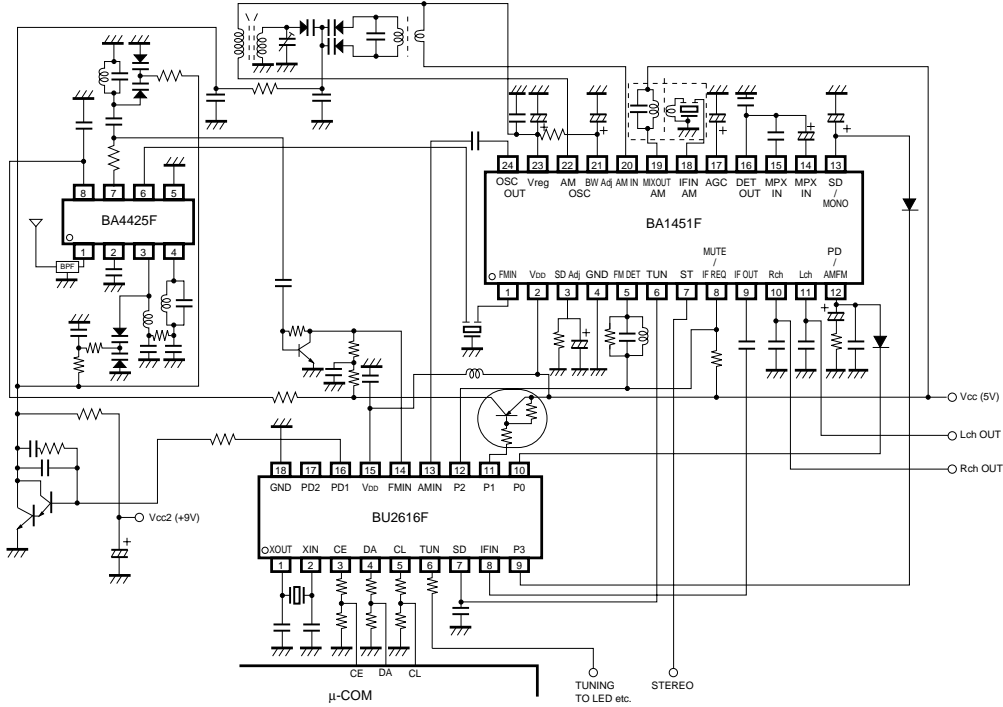 8 7 6 5
BA4425F
1 2 3 4
BPF
24 23 22 21 20 19 18 17 16 15 14 13
OSC OUT Vreg AM OSC BW Adj AM IN MIXOUT AM IFIN AM AGC DET OUT MPX IN MPX IN SD / MONO
BA1451F
FMIN VDD SD Adj GND FM DET TUN ST MUTE / IF REQ IF OUT Rch Lch PD / AMFM
1 2 3 4 5 6 7 8 9 10 11 12
Vcc (5V)
Lch OUT
Rch OUT
18 17 16 15 14 13 12 11 10
GND PD2 PD1 VDD FMIN AMIN P2 P1 P0
BU2616F
XOUT XIN CE DA CL TUN SD IFIN P3
1 2 3 4 5 6 7 8 9
Vcc2 (+9V)
+
+
+
+
+
+
+
+
CE DA CL
μ-COM
TUNING
TO LED etc.
STEREO